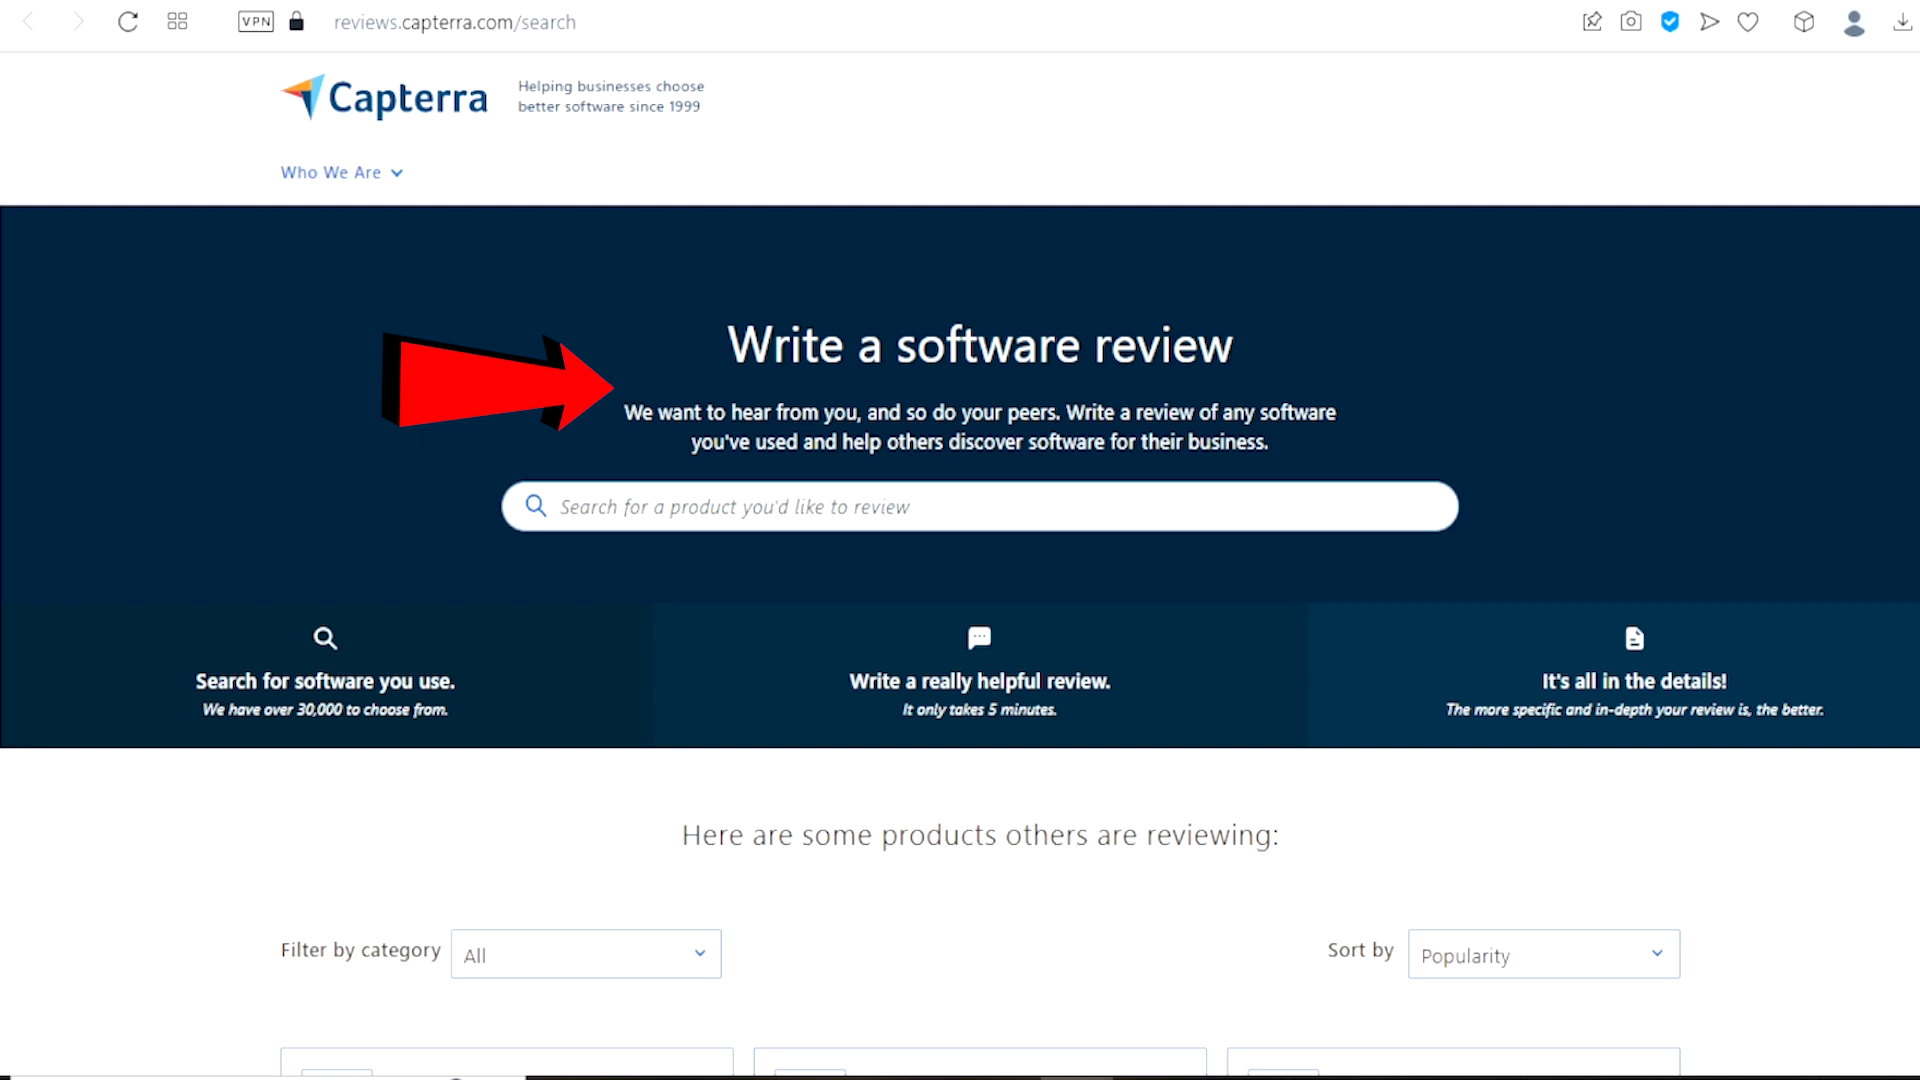 VPN
reviews.capterra.com/search
Capterra
Helping businesses choose
better software since 1999
Who We Are
Write a software review
We want to hear from you, and so do your peers. Write a review of any software
you've used and help others discover software for their business.
Search for a product you'd like to review
Search for software you use.
We have over 30,000 to choose from.
Write a really helpful review.
It only takes 5 minutes.
It's all in the details!
The more specific and in-depth your review is, the better.
Here are some products others are reviewing:
Filter by category
All
Sort by
Popularity